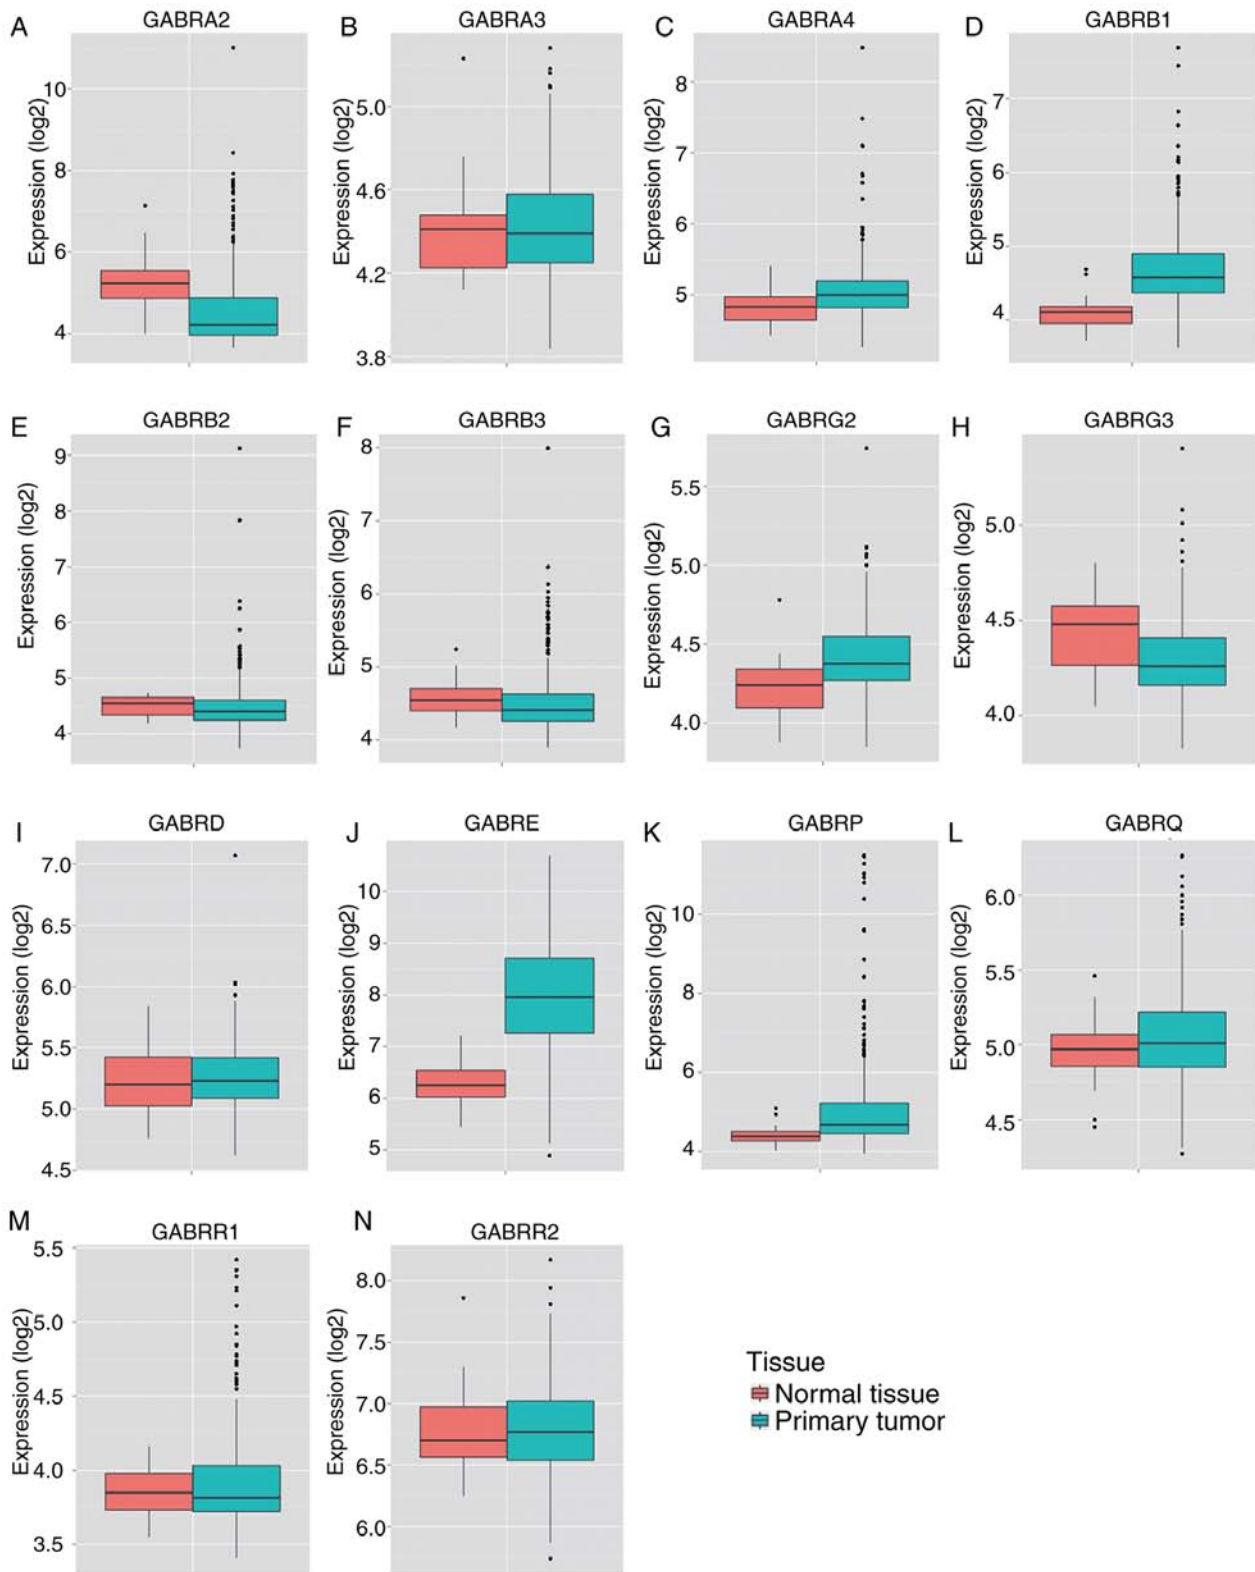 A GABRA2
Expression (log2)
10
8
6
4
B GABRA3
Expression (log2)
5.0
4.6
4.2
3.8
C GABRA4
Expression (log2)
8
7
6
5
D GABRB1
Expression (log2)
7
6
5
4
E GABRB2
Expression (log2)
9
8
7
6
5
4
F GABRB3
Expression (log2)
8
7
6
5
4
G GABRG2
Expression (log2)
5.5
5.0
4.5
4.0
H GABRG3
Expression (log2)
5.0
4.5
4.0
I GABRD
Expression (log2)
7.0
6.5
6.0
5.5
5.0
4.5
J GABRE
Expression (log2)
10
9
8
7
6
5
K GABRP
Expression (log2)
10
8
6
4
L GABRQ
Expression (log2)
6.0
5.5
5.0
4.5
M GABRR1
Expression (log2)
5.5
5.0
4.5
4.0
3.5
N GABRR2
Expression (log2)
8.0
7.5
7.0
6.5
6.0
Tissue
Normal tissue
Primary tumor